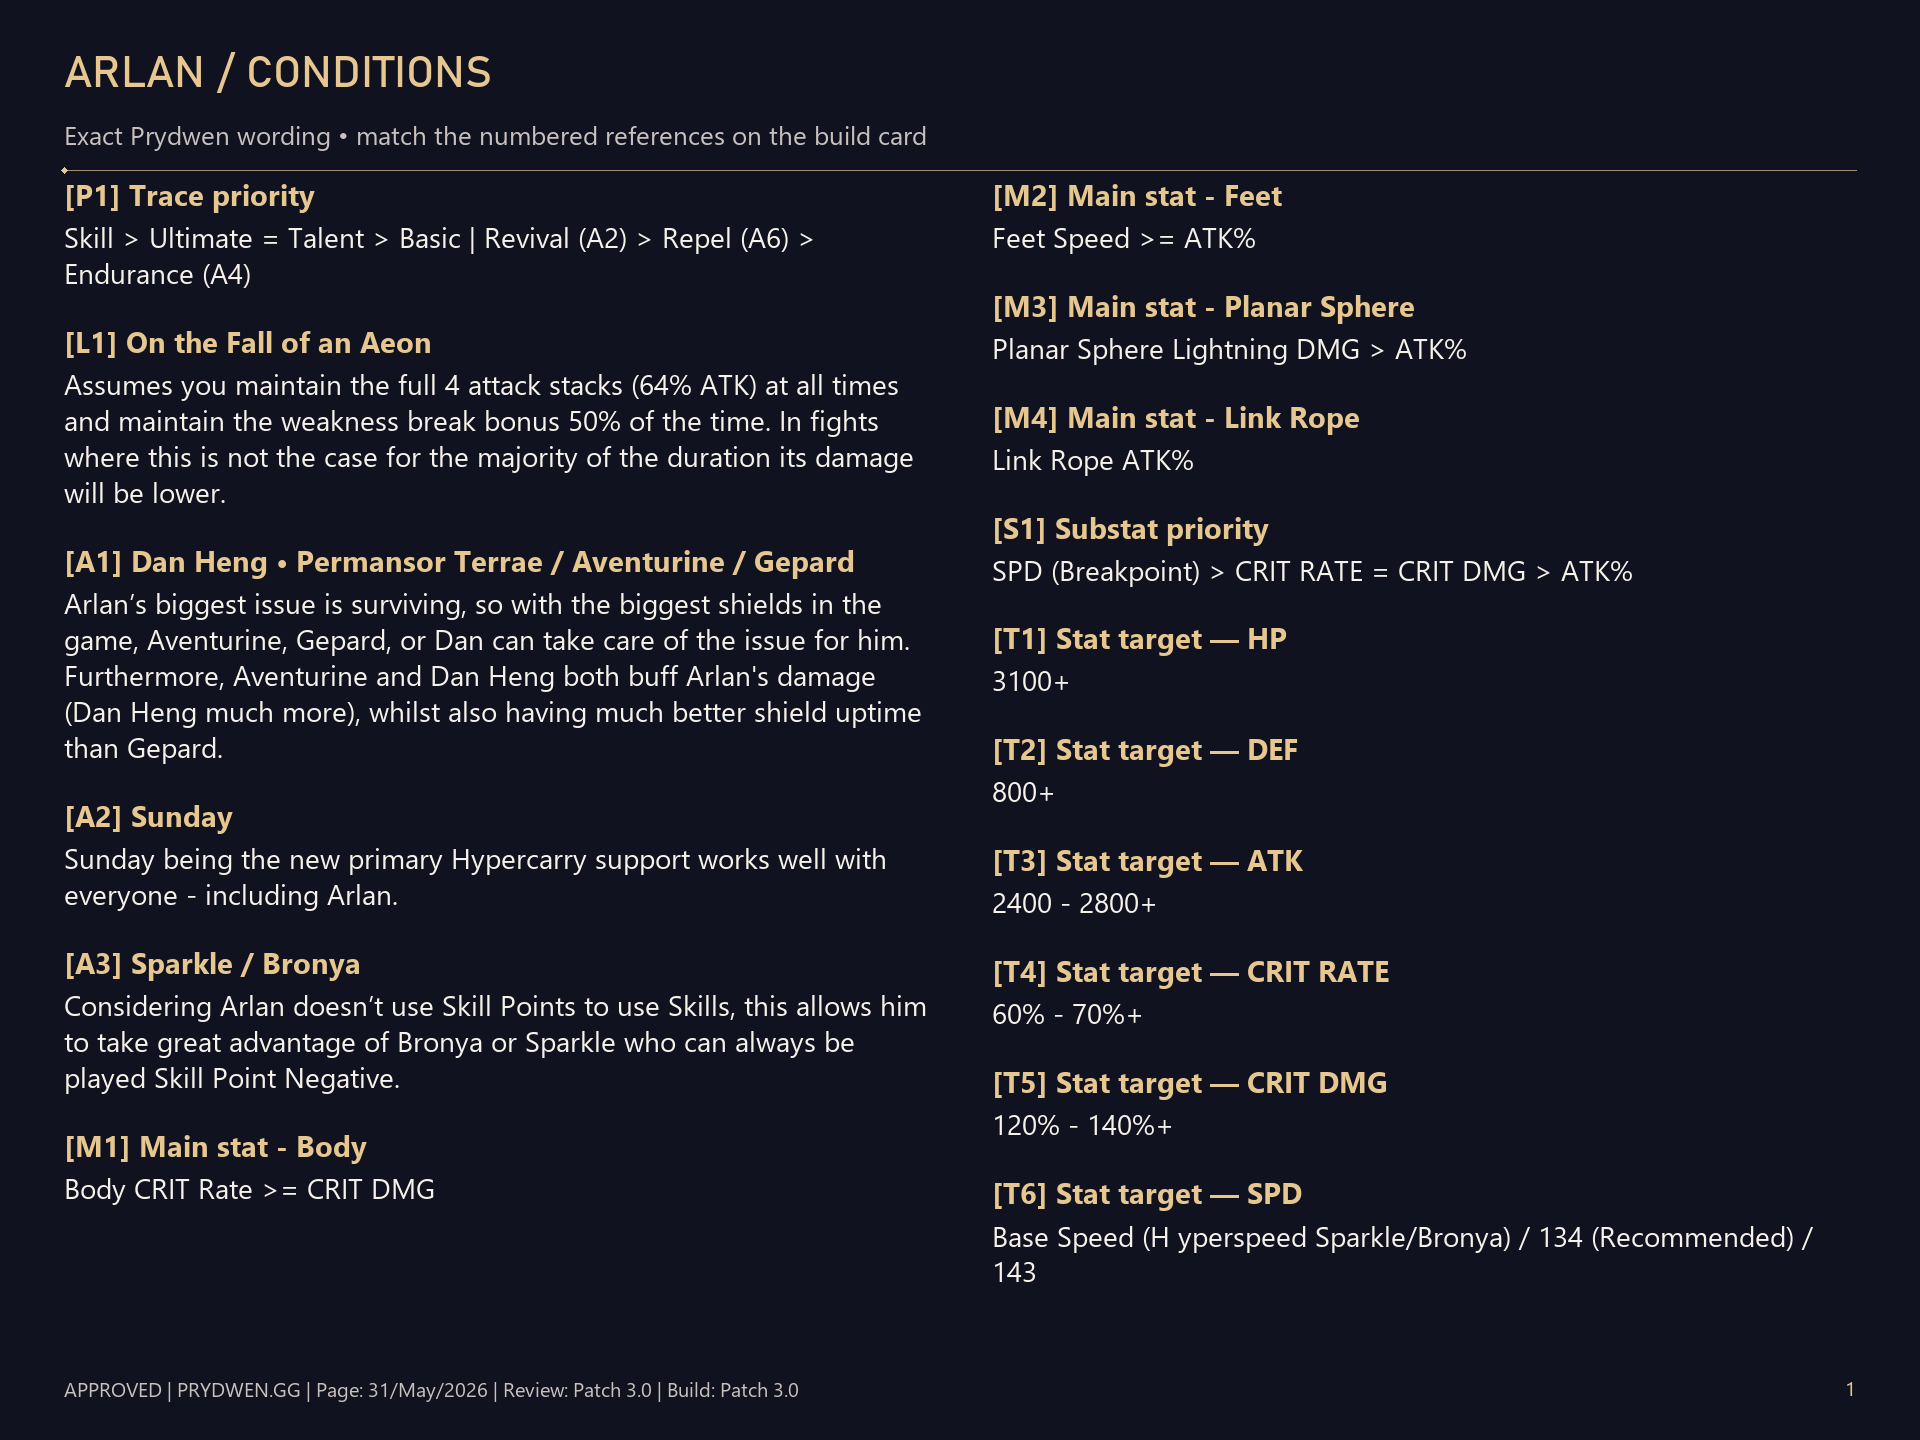 ARLAN / CONDITIONS
Exact Prydwen wording • match the numbered references on the build card
[P1] Trace priority
Skill > Ultimate = Talent > Basic | Revival (A2) > Repel (A6) >
Endurance (A4)
[L1] On the Fall of an Aeon
Assumes you maintain the full 4 attack stacks (64% ATK) at all times
and maintain the weakness break bonus 50% of the time. In fights
where this is not the case for the majority of the duration its damage
will be lower.
[A1] Dan Heng • Permansor Terrae / Aventurine / Gepard
Arlan‘s biggest issue is surviving, so with the biggest shields in the
game, Aventurine, Gepard, or Dan can take care of the issue for him.
Furthermore, Aventurine and Dan Heng both buff Arlan's damage
(Dan Heng much more), whilst also having much better shield uptime
than Gepard.
[A2] Sunday
Sunday being the new primary Hypercarry support works well with
everyone - including Arlan.
[A3] Sparkle / Bronya
Considering Arlan doesn’t use Skill Points to use Skills, this allows him
to take great advantage of Bronya or Sparkle who can always be
played Skill Point Negative.
[M1] Main stat - Body
Body CRIT Rate >= CRIT DMG
[M2] Main stat - Feet
Feet Speed >= ATK%
[M3] Main stat - Planar Sphere
Planar Sphere Lightning DMG > ATK%
[M4] Main stat - Link Rope
Link Rope ATK%
[S1] Substat priority
SPD (Breakpoint) > CRIT RATE = CRIT DMG > ATK%
[T1] Stat target — HP
3100+
[T2] Stat target — DEF
800+
[T3] Stat target — ATK
2400 - 2800+
[T4] Stat target — CRIT RATE
60% - 70%+
[T5] Stat target — CRIT DMG
120% - 140%+
[T6] Stat target — SPD
Base Speed (H yperspeed Sparkle/Bronya) / 134 (Recommended) /
143
APPROVED | PRYDWEN.GG | Page: 31/May/2026 | Review: Patch 3.0 | Build: Patch 3.0
1